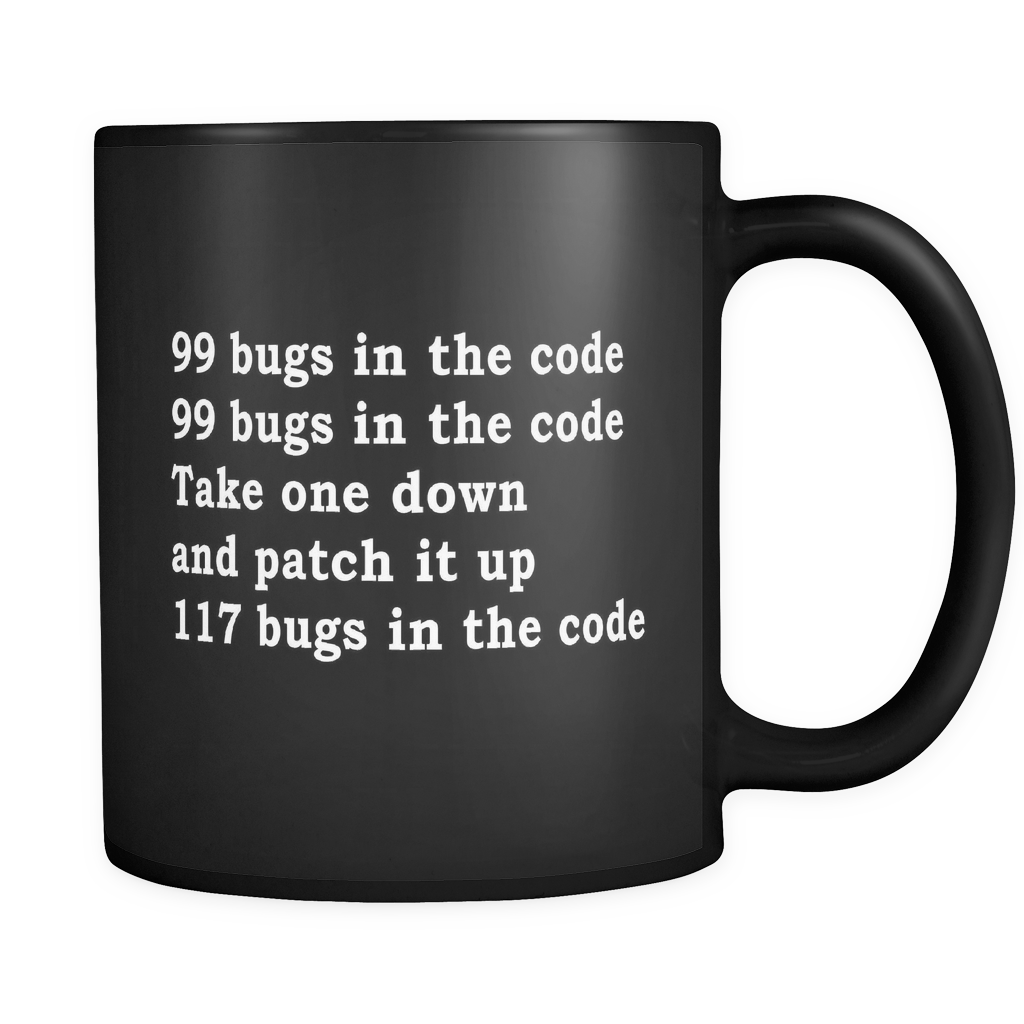 99 bugs in the code
99 bugs in the code
Take one down
and patch it up
117 bugs in the code